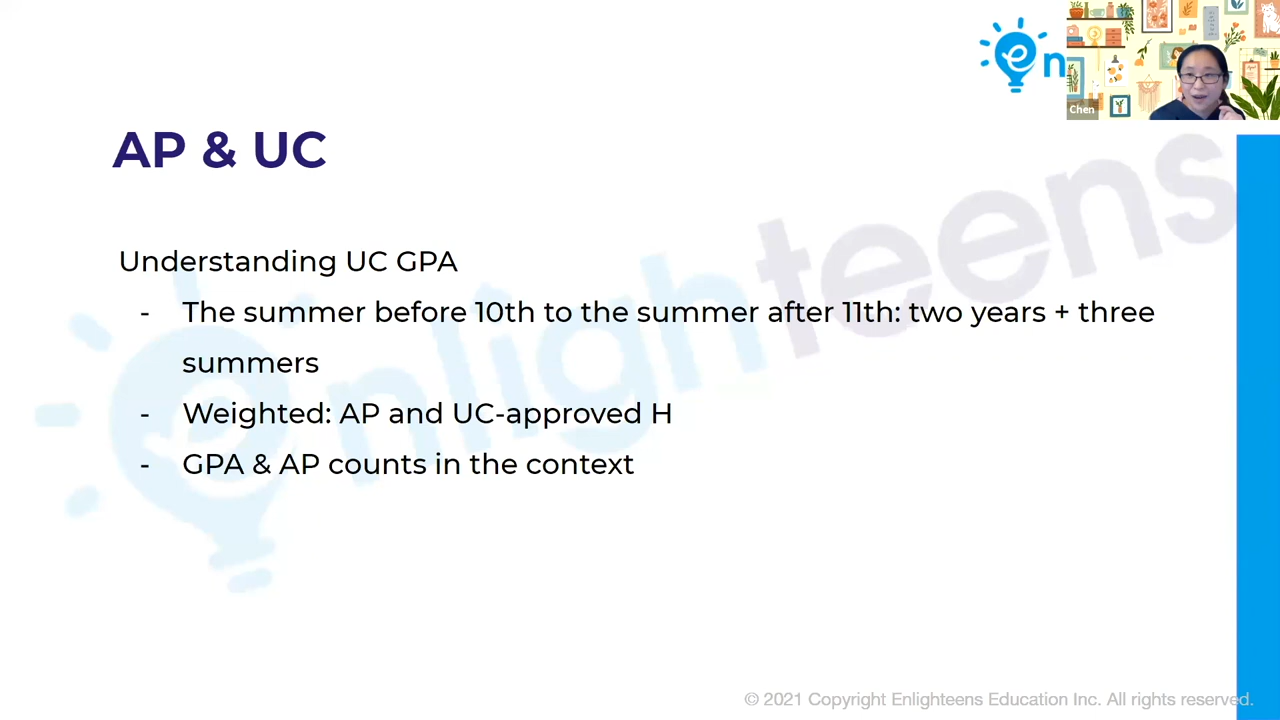 en
Chen
AP & UC
enlighteens
Understanding UC GPA
- The summer before 10th to the summer after 11th: two years + three
summers
- Weighted: AP and UC-approved H
- GPA & AP counts in the context
© 2021 Copyright Enlighteens Education Inc. All rights reserved.